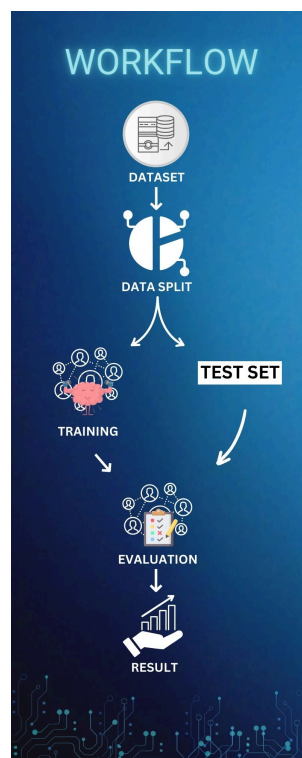 WORKFLOW
DATASET
DATA SPLIT
TEST SET
TRAINING
EVALUATION
RESULT